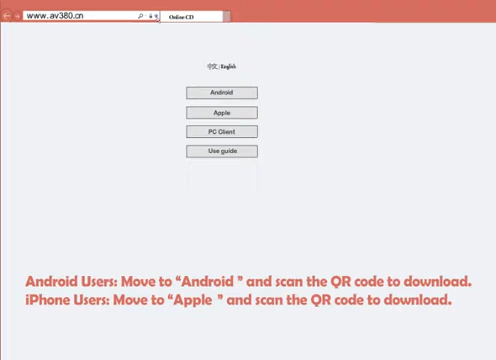 www.av380.cn
Online CD
中文 | English
Android
Apple
PC Client
Use guide
Android Users: Move to “Android ” and scan the QR code to download.
iPhone Users: Move to “Apple ” and scan the QR code to download.